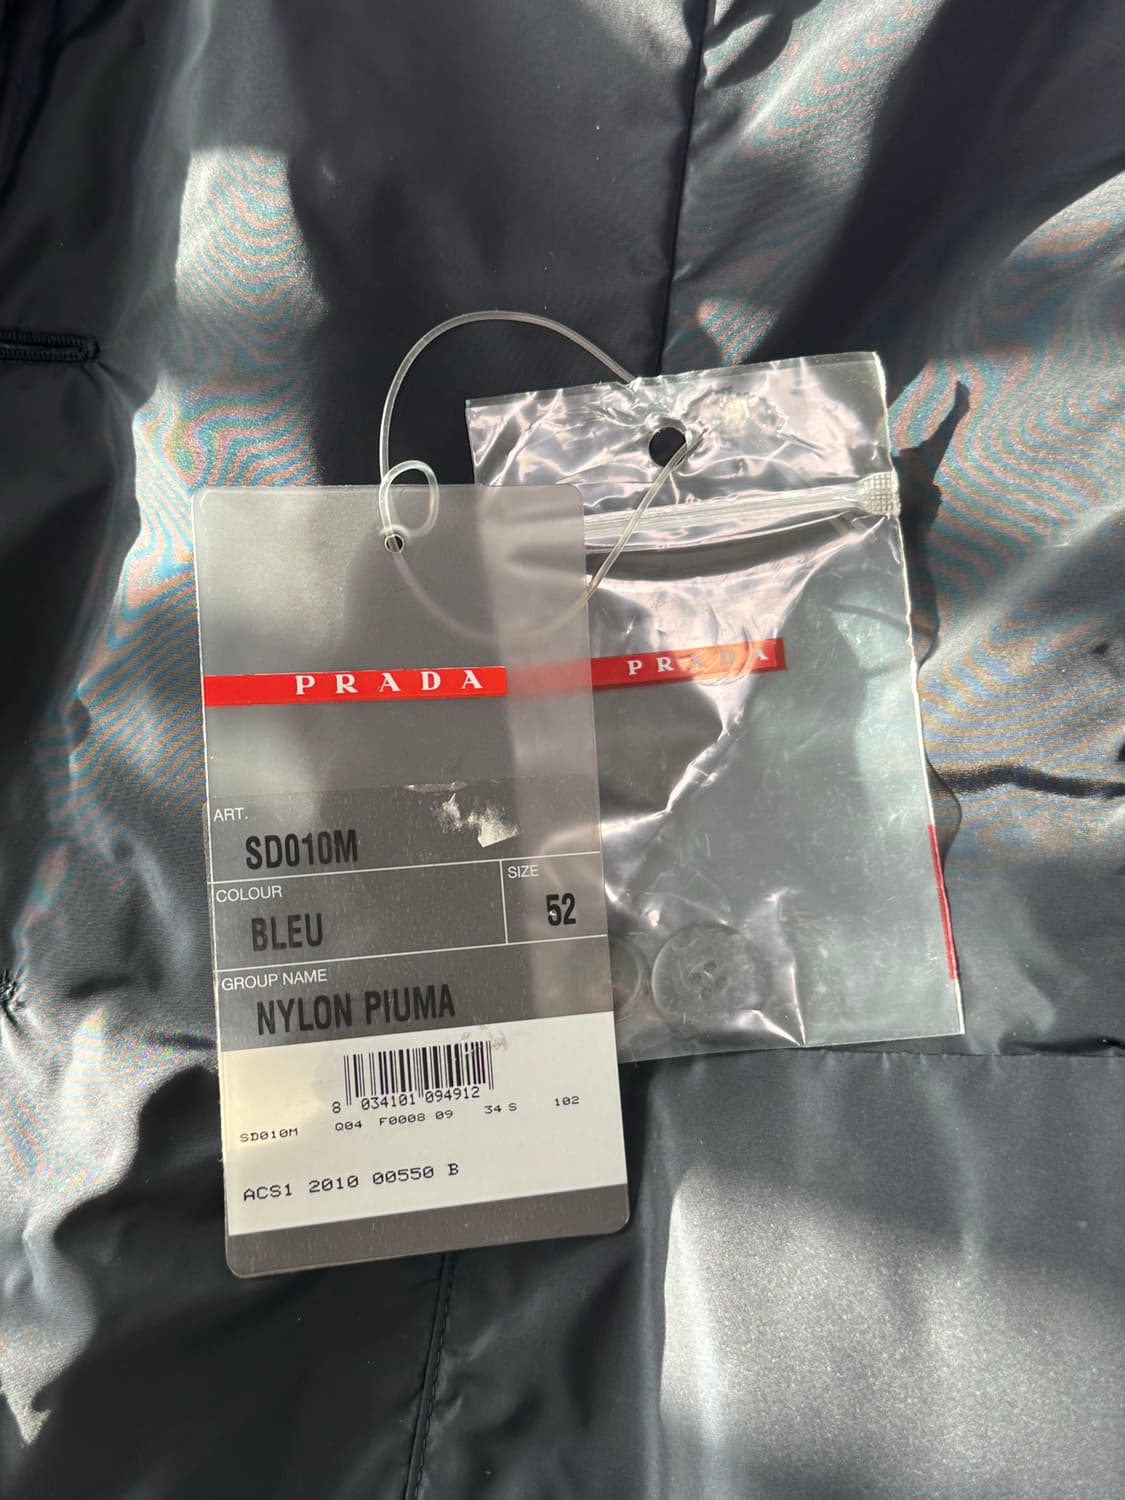 PRADA
PRADA
ART.
SD010M
COLOUR
BLEU
SIZE
52
GROUP NAME
NYLON PIUMA
8 034101 094912
SD010M Q04 F0008 09 34 S 102
ACS1 2010 00550 B